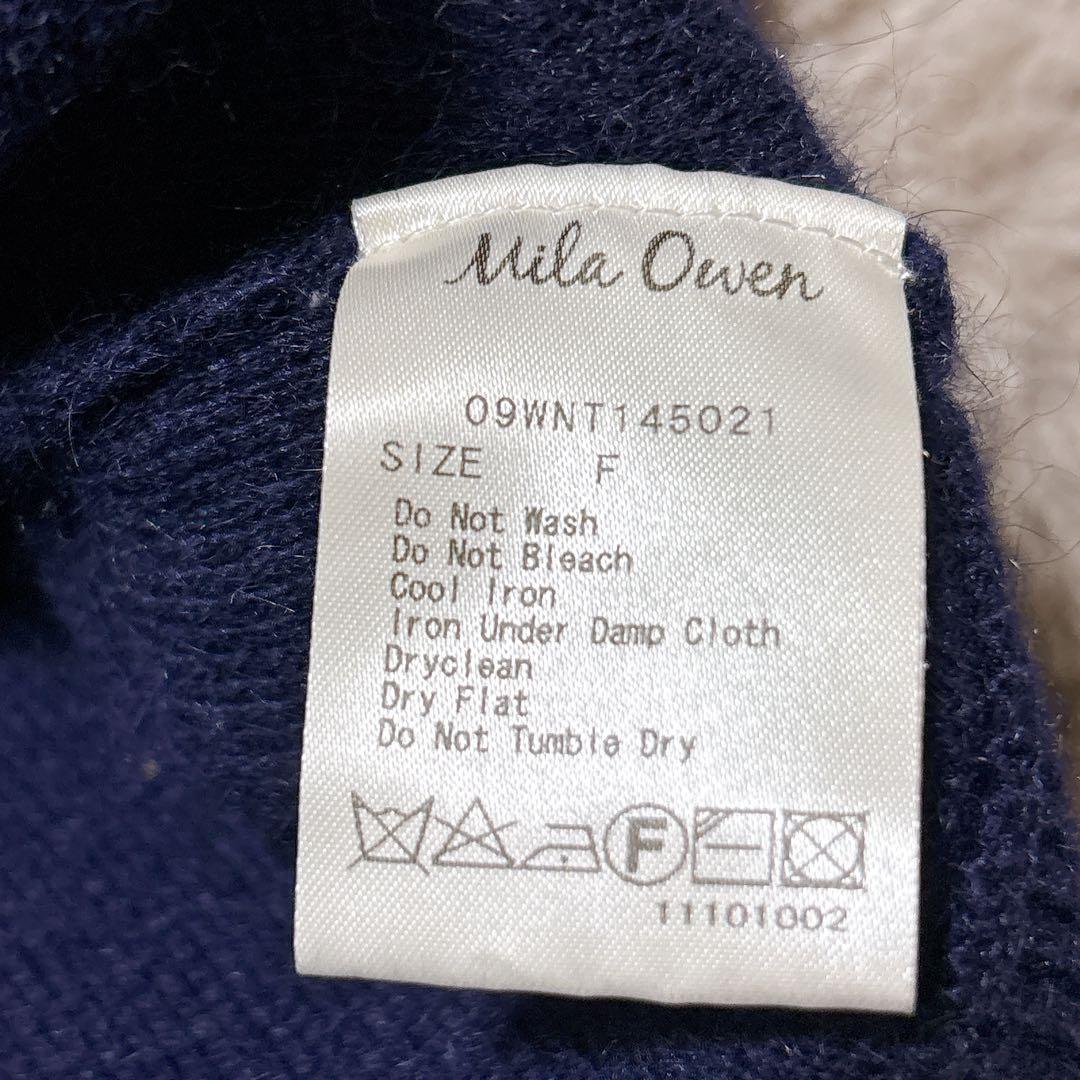 Mila Owen
09WNT145021
SIZE F
Do Not Wash
Do Not Bleach
Cool Iron
Iron Under Damp Cloth
Dryclean
Dry Flat
Do Not Tumble Dry
F
11101002